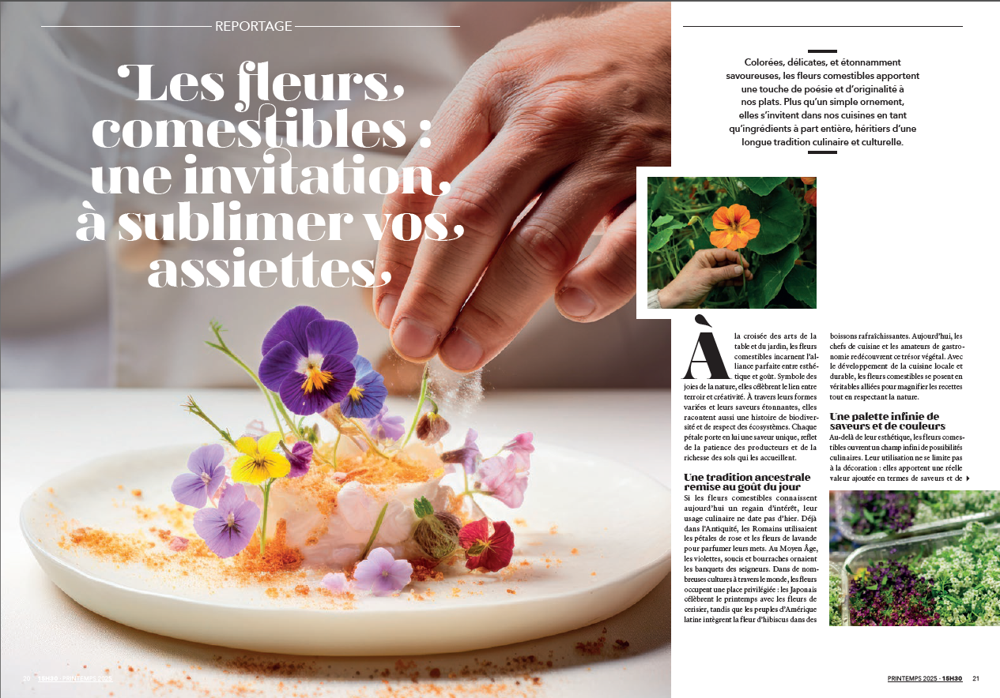 REPORTAGE
Les fleurs
comestibles :
une invitation
à sublimer vos
assiettes
Colorées, délicates, et étonnamment
savoureuses, les fleurs comestibles apportent
une touche de poésie et d'originalité à
nos plats. Plus qu'un simple ornement,
elles s'invitent dans nos cuisines en tant
qu'ingrédients à part entière, héritiers d'une
longue tradition culinaire et culturelle.
À la croisée des arts de la
table et du jardin, les fleurs
comestibles incarnent l'al-
liance parfaite entre esthé-
tique et goût. Symbole des
joies de la nature, elles célèbrent le lien entre
terroir et créativité. À travers leurs formes
variées et leurs saveurs étonnantes, elles
racontent aussi une histoire de biodiver-
sité et de respect des écosystèmes. Chaque
pétale porte en lui une saveur unique, reflet
de la patience des producteurs et de la
richesse des sols qui les accueillent.
Une tradition ancestrale
remise au goût du jour
Si les fleurs comestibles connaissent
aujourd'hui un regain d'intérêt, leur
usage culinaire ne date pas d'hier. Déjà
dans l'Antiquité, les Romains utilisaient
les pétales de rose et les fleurs de lavande
pour parfumer leurs mets. Au Moyen Âge,
les violettes, soucis et bourraches ornaient
les banquets des seigneurs. Dans de nom-
breuses cultures à travers le monde, les fleurs
occupent une place privilégiée : les Japonais
célèbrent le printemps avec les fleurs de
cerisier, tandis que les peuples d'Amérique
latine intègrent la fleur d'hibiscus dans des
boissons rafraîchissantes. Aujourd'hui, les
chefs de cuisine et les amateurs de gastro-
nomie redécouvrent ce trésor végétal. Avec
le développement de la cuisine locale et
durable, les fleurs comestibles se posent en
véritables alliées pour magnifier les recettes
tout en respectant la nature.
Une palette infinie de
saveurs et de couleurs
Au-delà de leur esthétique, les fleurs comes-
tibles ouvrent un champ infini de possibilités
culinaires. Leur utilisation ne se limite pas
à la décoration : elles apportent une réelle
valeur ajoutée en termes de saveurs et de
20 15H30 · PRINTEMPS 2025
PRINTEMPS 2025 · 15H30 21